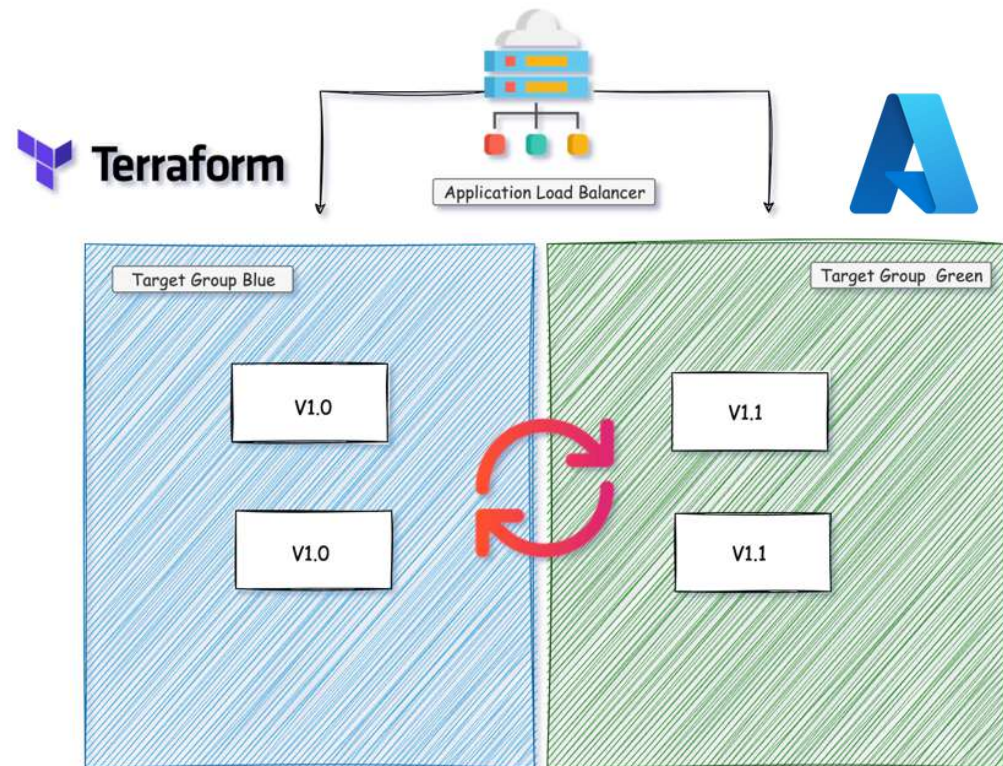 Terraform
Application Load Balancer
Target Group Blue
Target Group Green
V1.0
V1.1
V1.0
V1.1